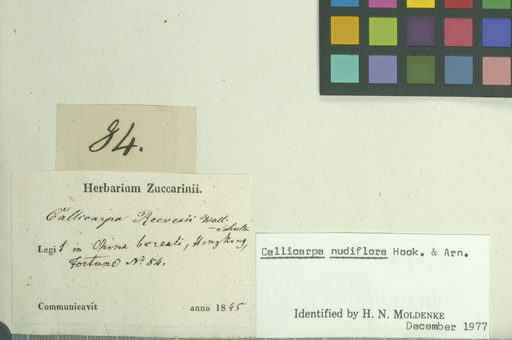 84.
Herbarium Zuccarinii.
Callicarpa Reevesii Wall.
Legit in China boreali, Hongkong,
Fortune No. 84.
Communicavit anno 1845
Callicarpa nudiflora Hook. & Arn.
Identified by H. N. MOLDENKE
December 1977